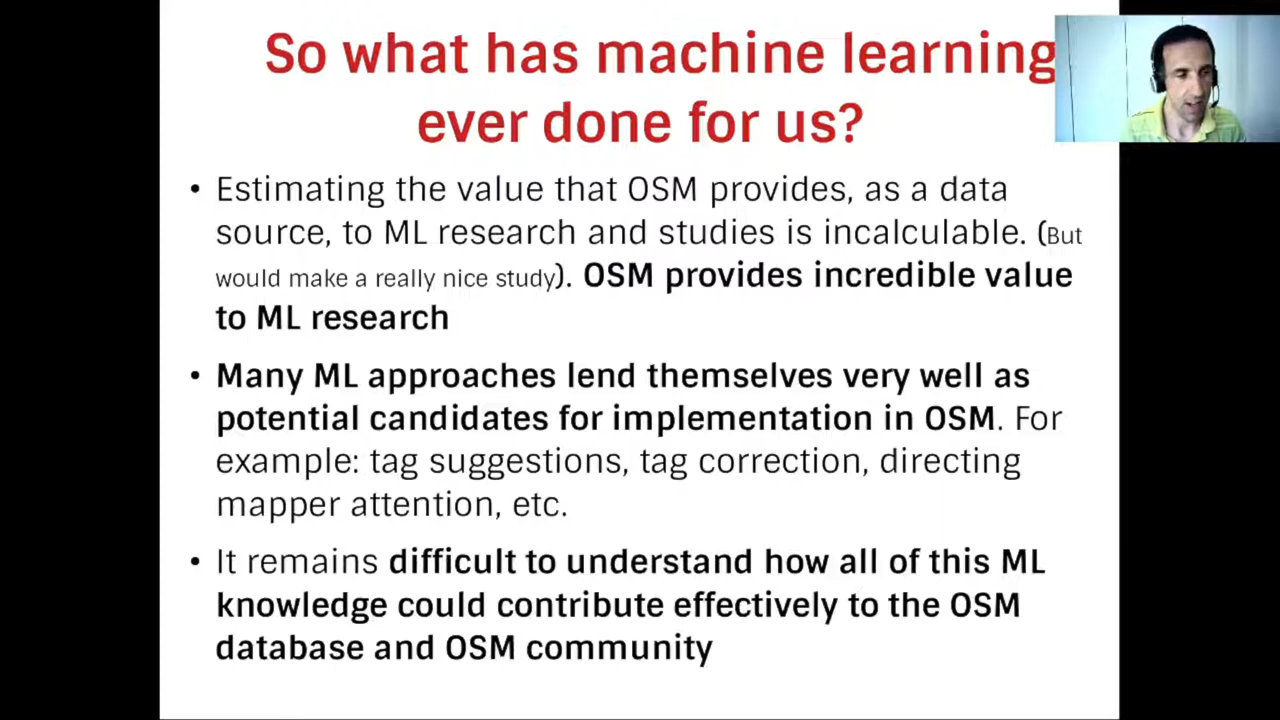 So what has machine learning
ever done for us?
• Estimating the value that OSM provides, as a data
source, to ML research and studies is incalculable. (But
would make a really nice study). OSM provides incredible value
to ML research
• Many ML approaches lend themselves very well as
potential candidates for implementation in OSM. For
example: tag suggestions, tag correction, directing
mapper attention, etc.
• It remains difficult to understand how all of this ML
knowledge could contribute effectively to the OSM
database and OSM community